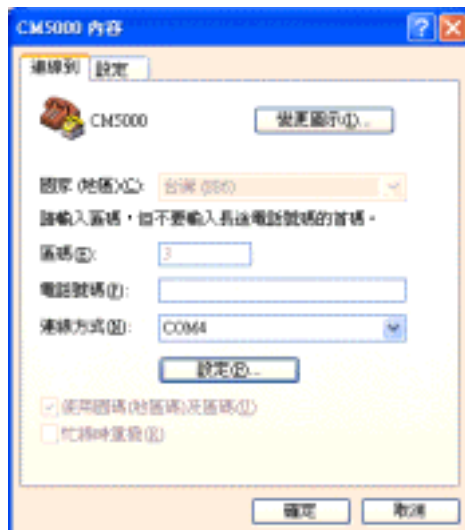 CM5000 內容
連線到 設定
CM5000 變更圖示(I)...
國家 (地區)(C): 台灣 (886)
請輸入區碼，但不要輸入長途電話號碼的首碼。
區碼(E): 3
電話號碼(P):
連線方式(N): COM4
設定(F)...
使用國碼(地區碼)及區碼(U)
忙線時重撥(R)
確定 取消